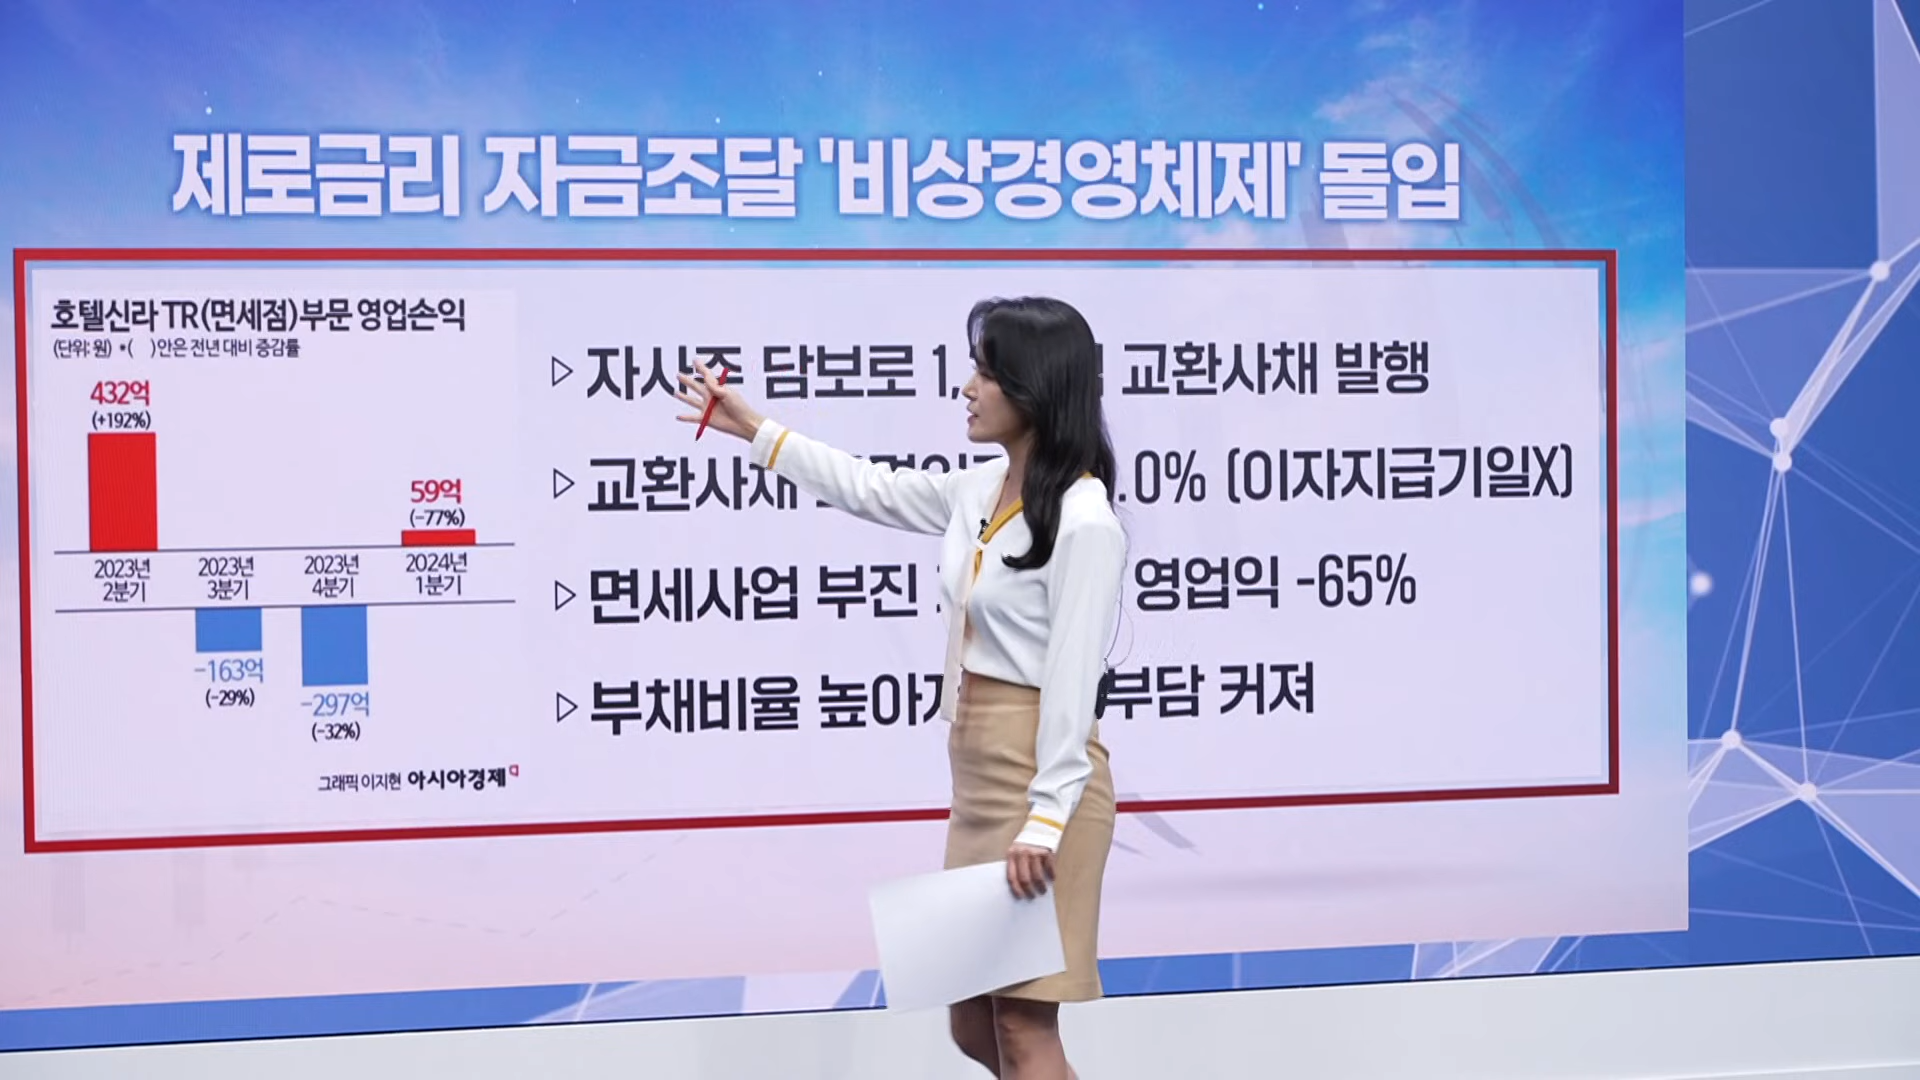 제로금리 자금조달 '비상경영체제' 돌입
호텔신라 TR(면세점)부문 영업손익
(단위: 원) *( )안은 전년 대비 증감률
432억
(+192%)
59억
(-77%)
2023년 2분기
2023년 3분기
2023년 4분기
2024년 1분기
-163억
(-29%)
-297억
(-32%)
그래픽 이지현 아시아경제
▷ 자사주 담보로 1, 교환사채 발행
▷ 교환사채 .0% (이자지급기일X)
▷ 면세사업 부진 영업익 -65%
▷ 부채비율 부담 커져